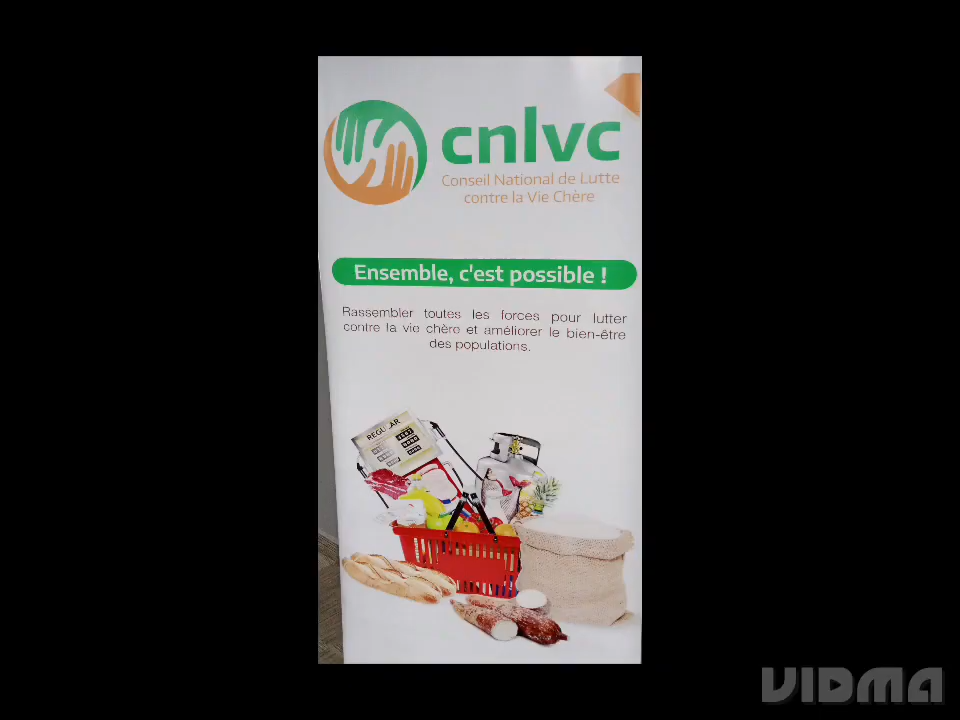 cnlvc
Conseil National de Lutte
contre la Vie Chère
Ensemble, c'est possible !
Rassembler toutes les forces pour lutter
contre la vie chère et améliorer le bien-être
des populations.
REGULAR
VIDMA